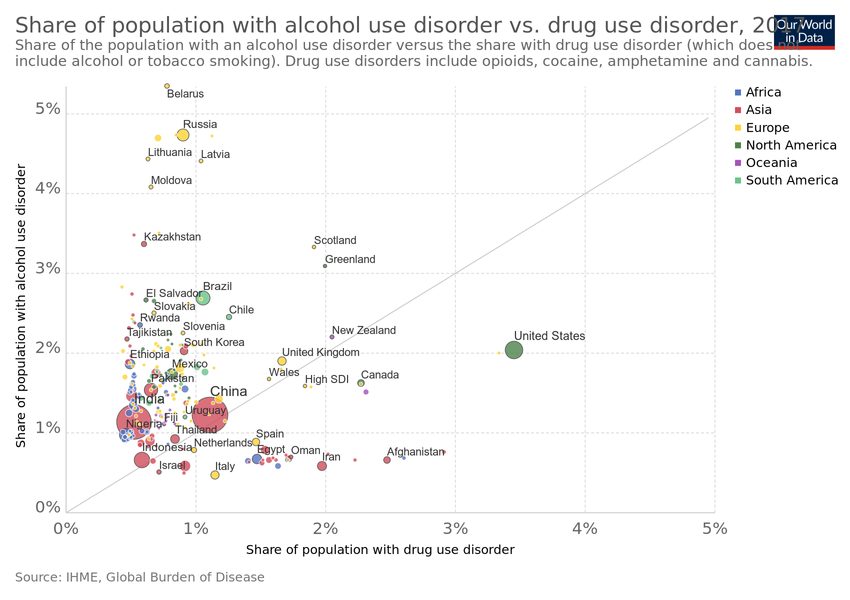 Share of population with alcohol use disorder vs. drug use disorder, 2017
Our World
in Data
Share of the population with an alcohol use disorder versus the share with drug use disorder (which does not
include alcohol or tobacco smoking). Drug use disorders include opioids, cocaine, amphetamine and cannabis.
Africa
Asia
Europe
North America
Oceania
South America
Share of population with alcohol use disorder
5%
4%
3%
2%
1%
0%
Belarus
Russia
Lithuania
Latvia
Moldova
Kazakhstan
Scotland
Greenland
El Salvador
Brazil
Slovakia
Chile
Rwanda
Slovenia
Tajikistan
New Zealand
United States
South Korea
Ethiopia
United Kingdom
Mexico
Wales
Pakistan
High SDI
Canada
India
China
Uruguay
Fiji
Nigeria
Thailand
Spain
Indonesia
Netherlands
Egypt
Oman
Iran
Afghanistan
Israel
Italy
0%
1%
2%
3%
4%
5%
Share of population with drug use disorder
Source: IHME, Global Burden of Disease